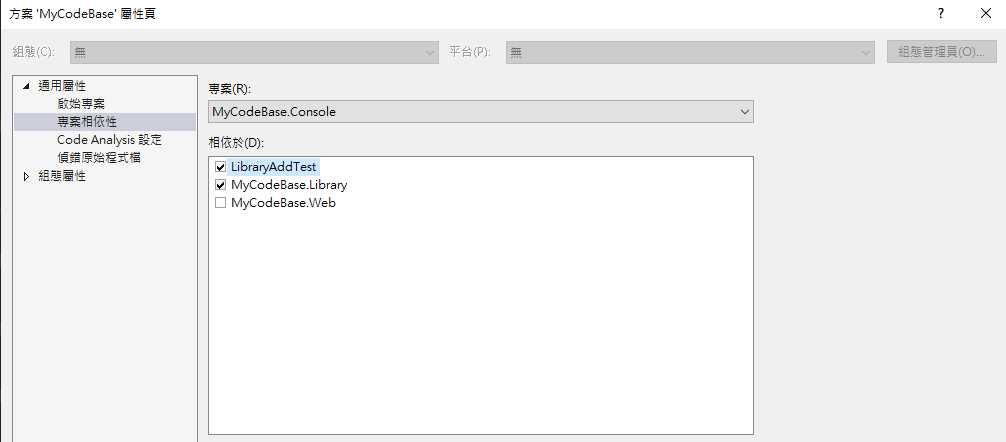 方案 'MyCodeBase' 屬性頁 ? ✕
組態(C): 無 平台(P): 無 組態管理員(O)...
通用屬性
啟始專案
專案相依性
Code Analysis 設定
偵錯原始程式檔
組態屬性
專案(R):
MyCodeBase.Console
相依於(D):
LibraryAddTest
MyCodeBase.Library
MyCodeBase.Web